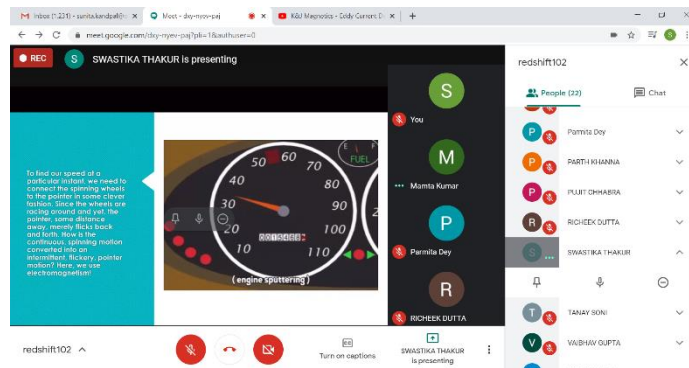 Inbox (1,231) - sunita.kandpal@
Meet - dxy-nyev-paj
K&J Magnetics - Eddy Current D
meet.google.com/dxy-nyev-paj?pli=1&authuser=0
S
REC
S
SWASTIKA THAKUR is presenting
To find our speed at a
particular instant, we need to
connect the spinning wheels
to the pointer in some clever
fashion. Since the wheels are
racing around and yet, the
pointer, some distance
away, merely flicks back
and forth. How is the
continuous, spinning motion
converted into an
intermittent, flickery, pointer
motion? Here, we use
electromagnetism!
10
20
30
40
50
60
70
80
90
100
110
E
F
FUEL
2
( engine sputtering )
S
You
M
Mamta Kumar
P
Parmita Dey
R
RICHEEK DUTTA
redshift102
People (22)
Chat
P
Parmita Dey
P
PARTH KHANNA
P
PUJIT CHHABRA
R
RICHEEK DUTTA
S
SWASTIKA THAKUR
T
TANAY SONI
V
VAIBHAV GUPTA
redshift102
Turn on captions
SWASTIKA THAKUR
is presenting